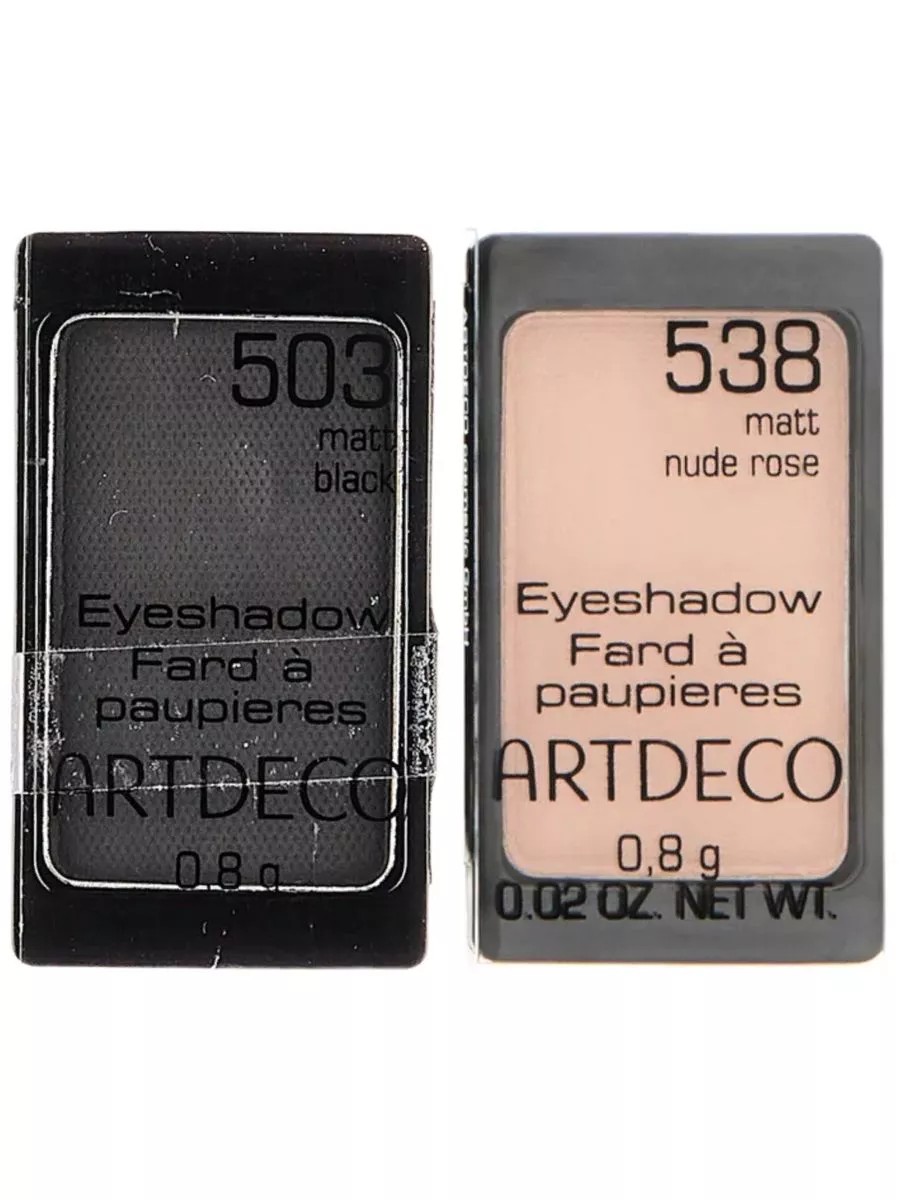 503
matt
black
Eyeshadow
Fard à
paupieres
ARTDECO
0,8 g
538
matt
nude rose
Eyeshadow
Fard à
paupieres
ARTDECO
0,8 g
0.02 OZ. NET WT.